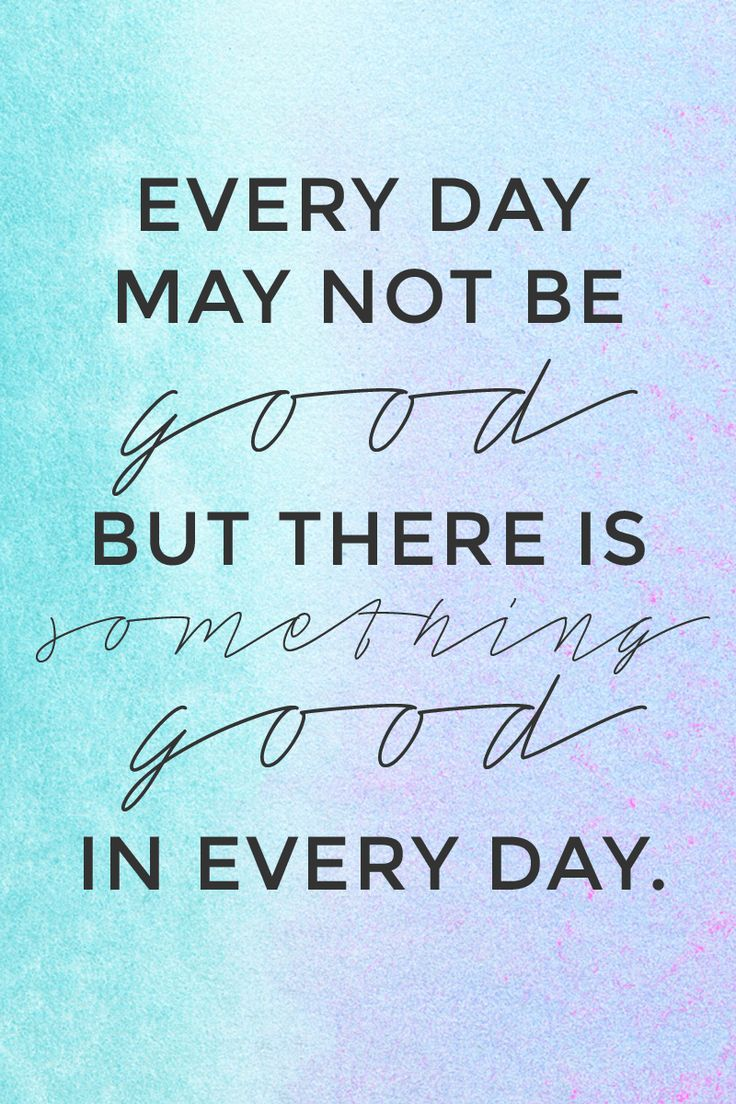 EVERY DAY
MAY NOT BE
good
BUT THERE IS
something
good
IN EVERY DAY.